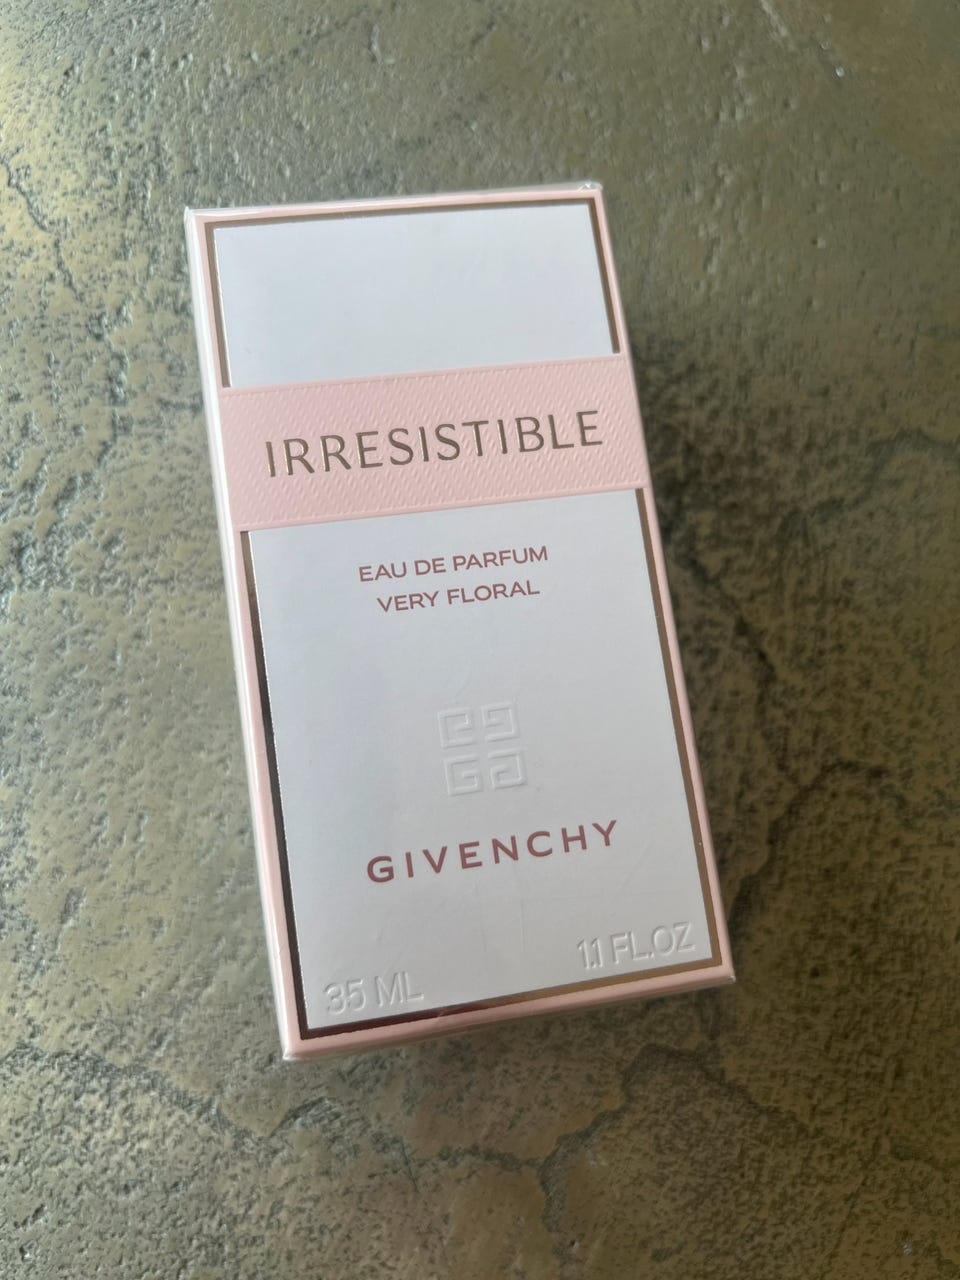 IRRESISTIBLE
EAU DE PARFUM
VERY FLORAL
GIVENCHY
35 ML 1.1 FL.OZ